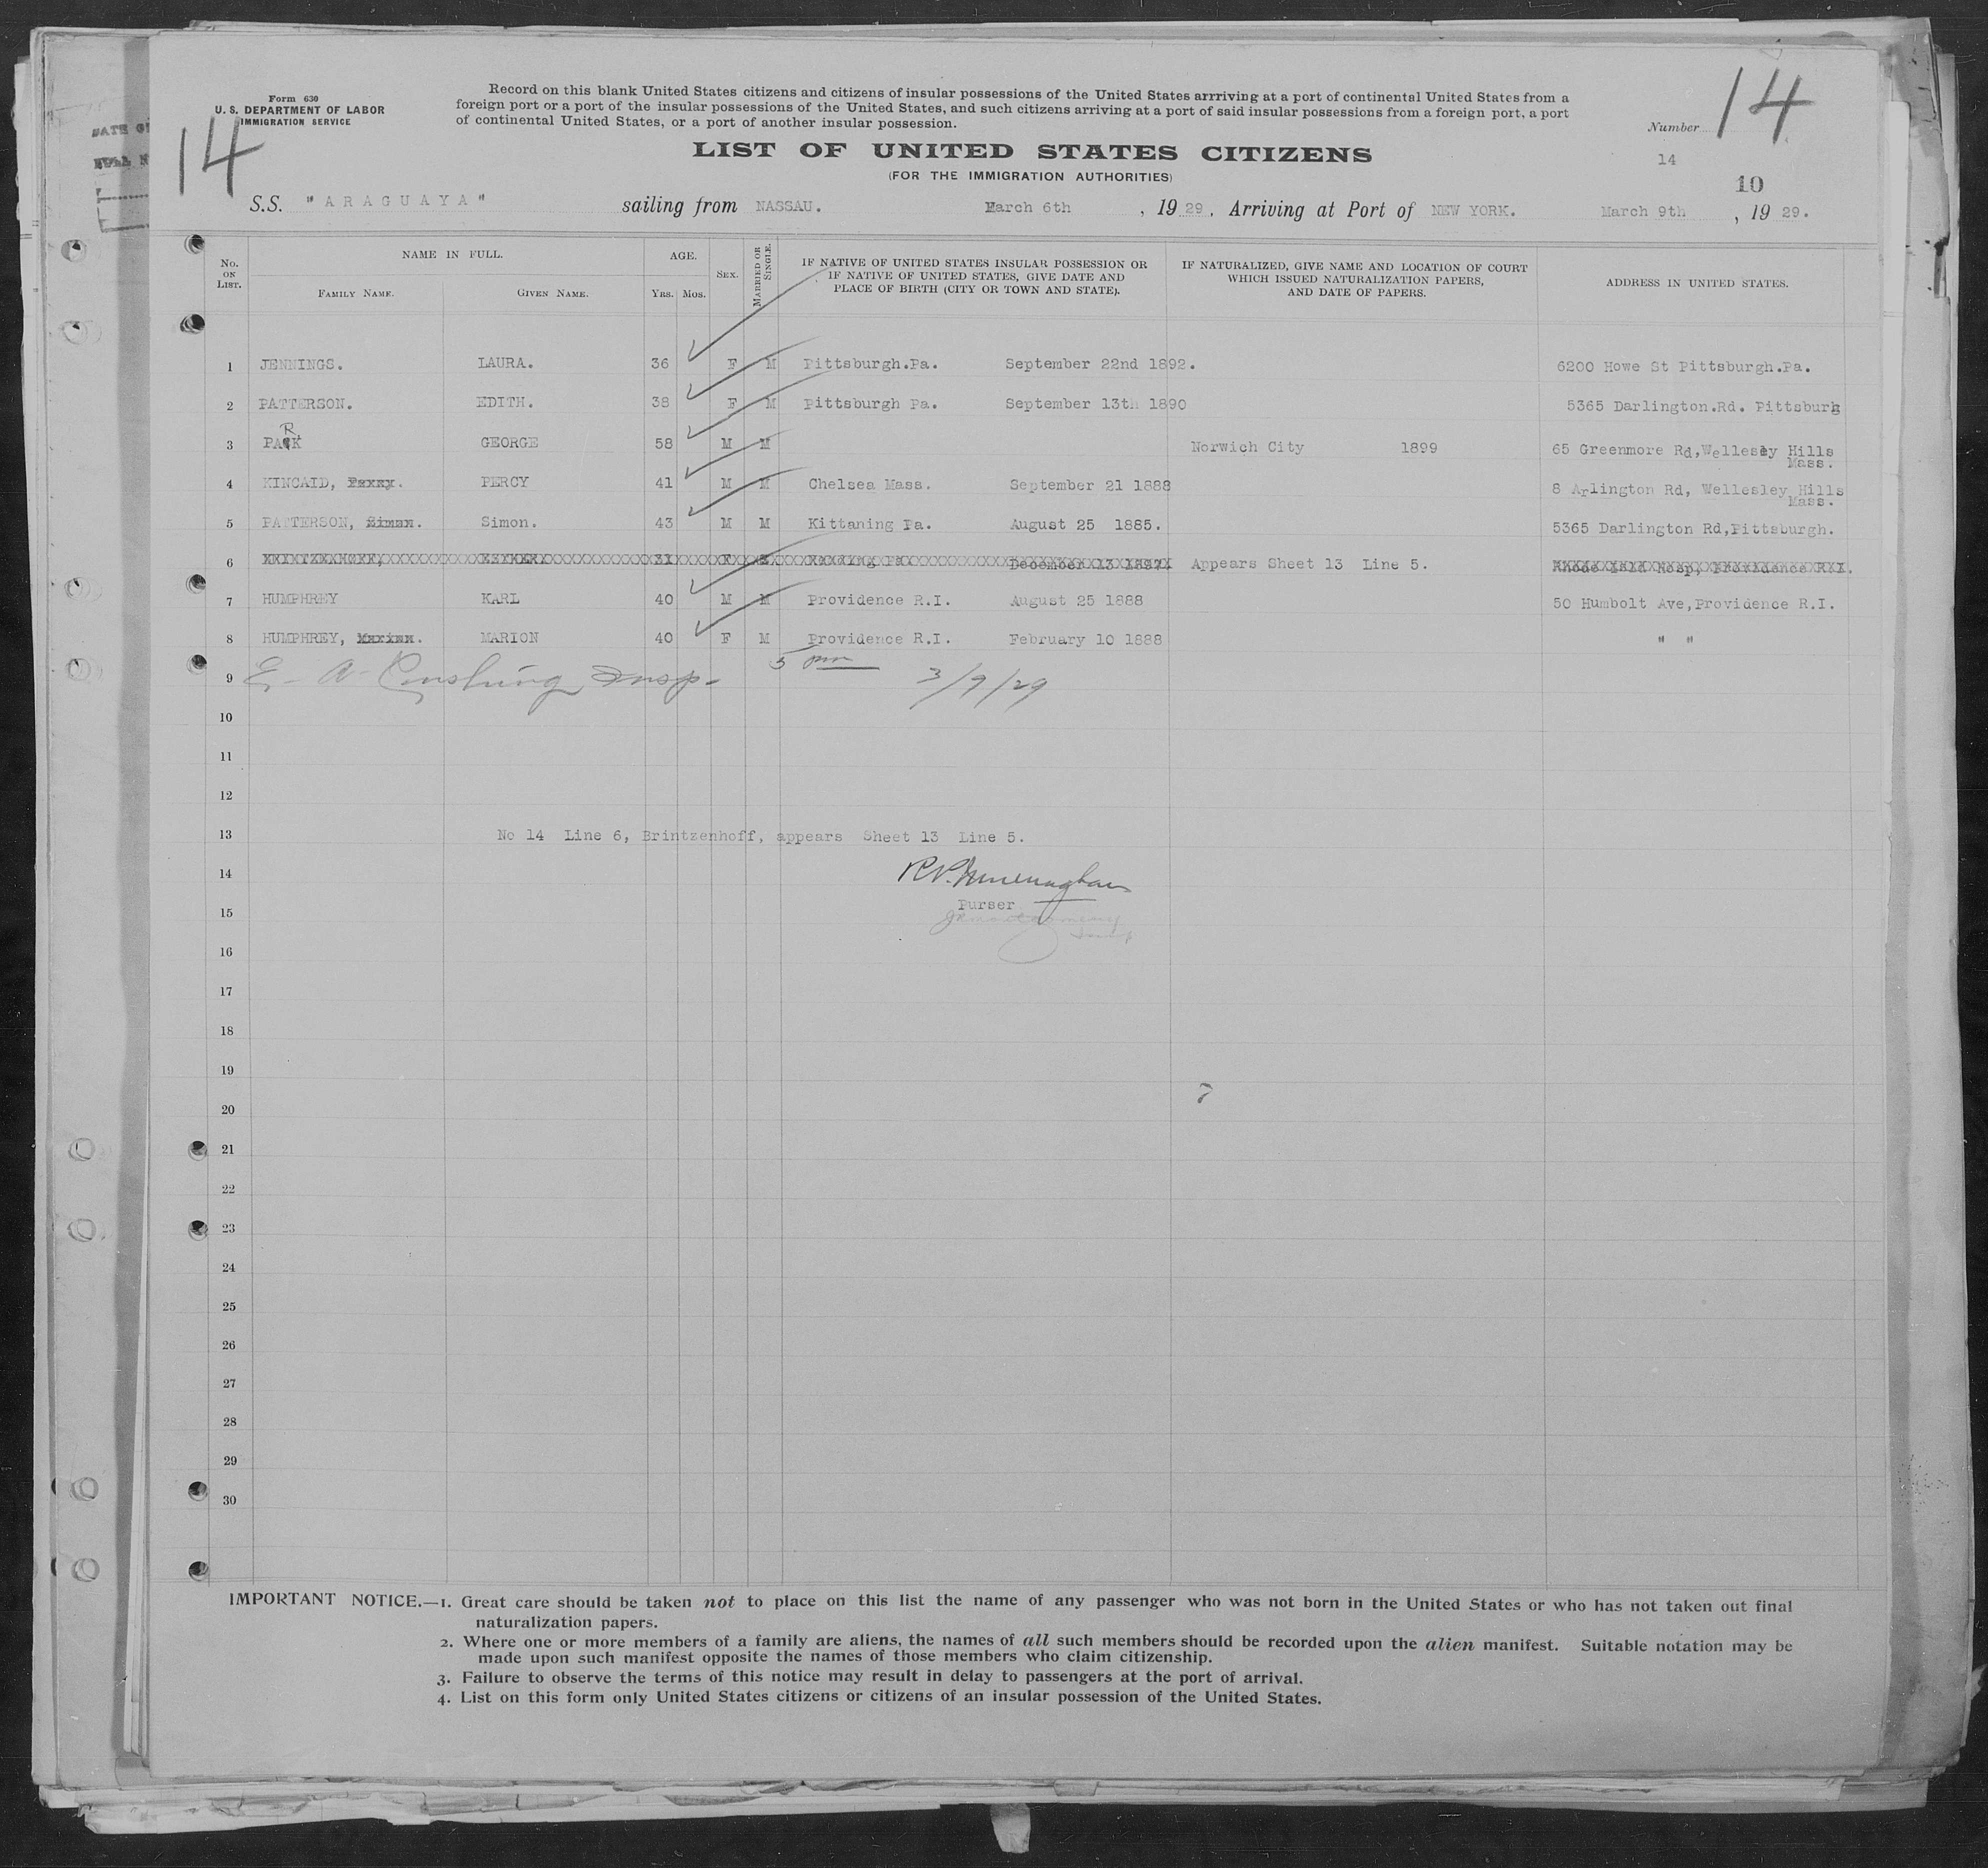 Form 630
U. S. DEPARTMENT OF LABOR
IMMIGRATION SERVICE
14
Record on this blank United States citizens and citizens of insular possessions of the United States arrriving at a port of continental United States from a
foreign port or a port of the insular possessions of the United States, and such citizens arriving at a port of said insular possessions from a foreign port, a port
of continental United States, or a port of another insular possession.
LIST OF UNITED STATES CITIZENS
(FOR THE IMMIGRATION AUTHORITIES)
Number 14
14
10
S.S. "ARAGUAYA" sailing from NASSAU. March 6th, 1929. Arriving at Port of NEW YORK. March 9th, 1929.
No. ON LIST.
NAME IN FULL.
FAMILY NAME. GIVEN NAME.
AGE.
YRS. MOS.
SEX.
MARRIED OR SINGLE.
IF NATIVE OF UNITED STATES INSULAR POSSESSION OR
IF NATIVE OF UNITED STATES, GIVE DATE AND
PLACE OF BIRTH (CITY OR TOWN AND STATE).
IF NATURALIZED, GIVE NAME AND LOCATION OF COURT
WHICH ISSUED NATURALIZATION PAPERS,
AND DATE OF PAPERS.
ADDRESS IN UNITED STATES.
1 JENNINGS. LAURA. 36 F M Pittsburgh.Pa. September 22nd 1892. 6200 Howe St Pittsburgh.Pa.
2 PATTERSON. EDITH. 38 F M Pittsburgh Pa. September 13th 1890 5365 Darlington.Rd. Pittsburg
3 PARK GEORGE 58 M M Norwich City 1899 65 Greenmore Rd,Wellesley Hills
Mass.
4 KINCAID, PERCY 41 M M Chelsea Mass. September 21 1888 8 Arlington Rd, Wellesley Hills
Mass.
5 PATTERSON, Simon. 43 M M Kittaning Pa. August 25 1885. 5365 Darlington Rd,Pittsburgh.
6 31 F Reading Pa December 13 1897 Appears Sheet 13 Line 5. Hosp, Providence R.I.
7 HUMPHREY KARL 40 M M Providence R.I. August 25 1888 50 Humbolt Ave,Providence R.I.
8 HUMPHREY, MARION 40 F M Providence R.I. February 10 1888 " "
5 pm
9 E. A. Insp. 3/9/29
10
11
12
13 No 14 Line 6, Brintzenhoff, appears Sheet 13 Line 5.
14
Purser
15
16
17
18
19
20
21
22
23
24
25
26
27
28
29
30
IMPORTANT NOTICE.—1. Great care should be taken not to place on this list the name of any passenger who was not born in the United States or who has not taken out final
naturalization papers.
2. Where one or more members of a family are aliens, the names of all such members should be recorded upon the alien manifest. Suitable notation may be
made upon such manifest opposite the names of those members who claim citizenship.
3. Failure to observe the terms of this notice may result in delay to passengers at the port of arrival.
4. List on this form only United States citizens or citizens of an insular possession of the United States.